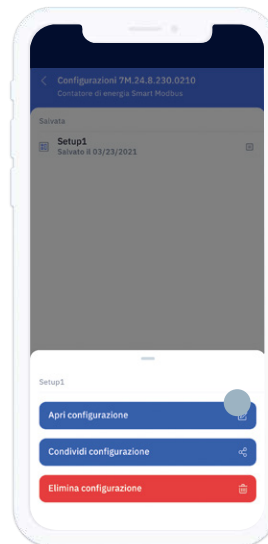 Configurazioni 7M.24.8.230.0210
Contatore di energia Smart Modbus
Salvata
Setup1
Salvato il 03/23/2021
Setup1
Apri configurazione
Condividi configurazione
Elimina configurazione